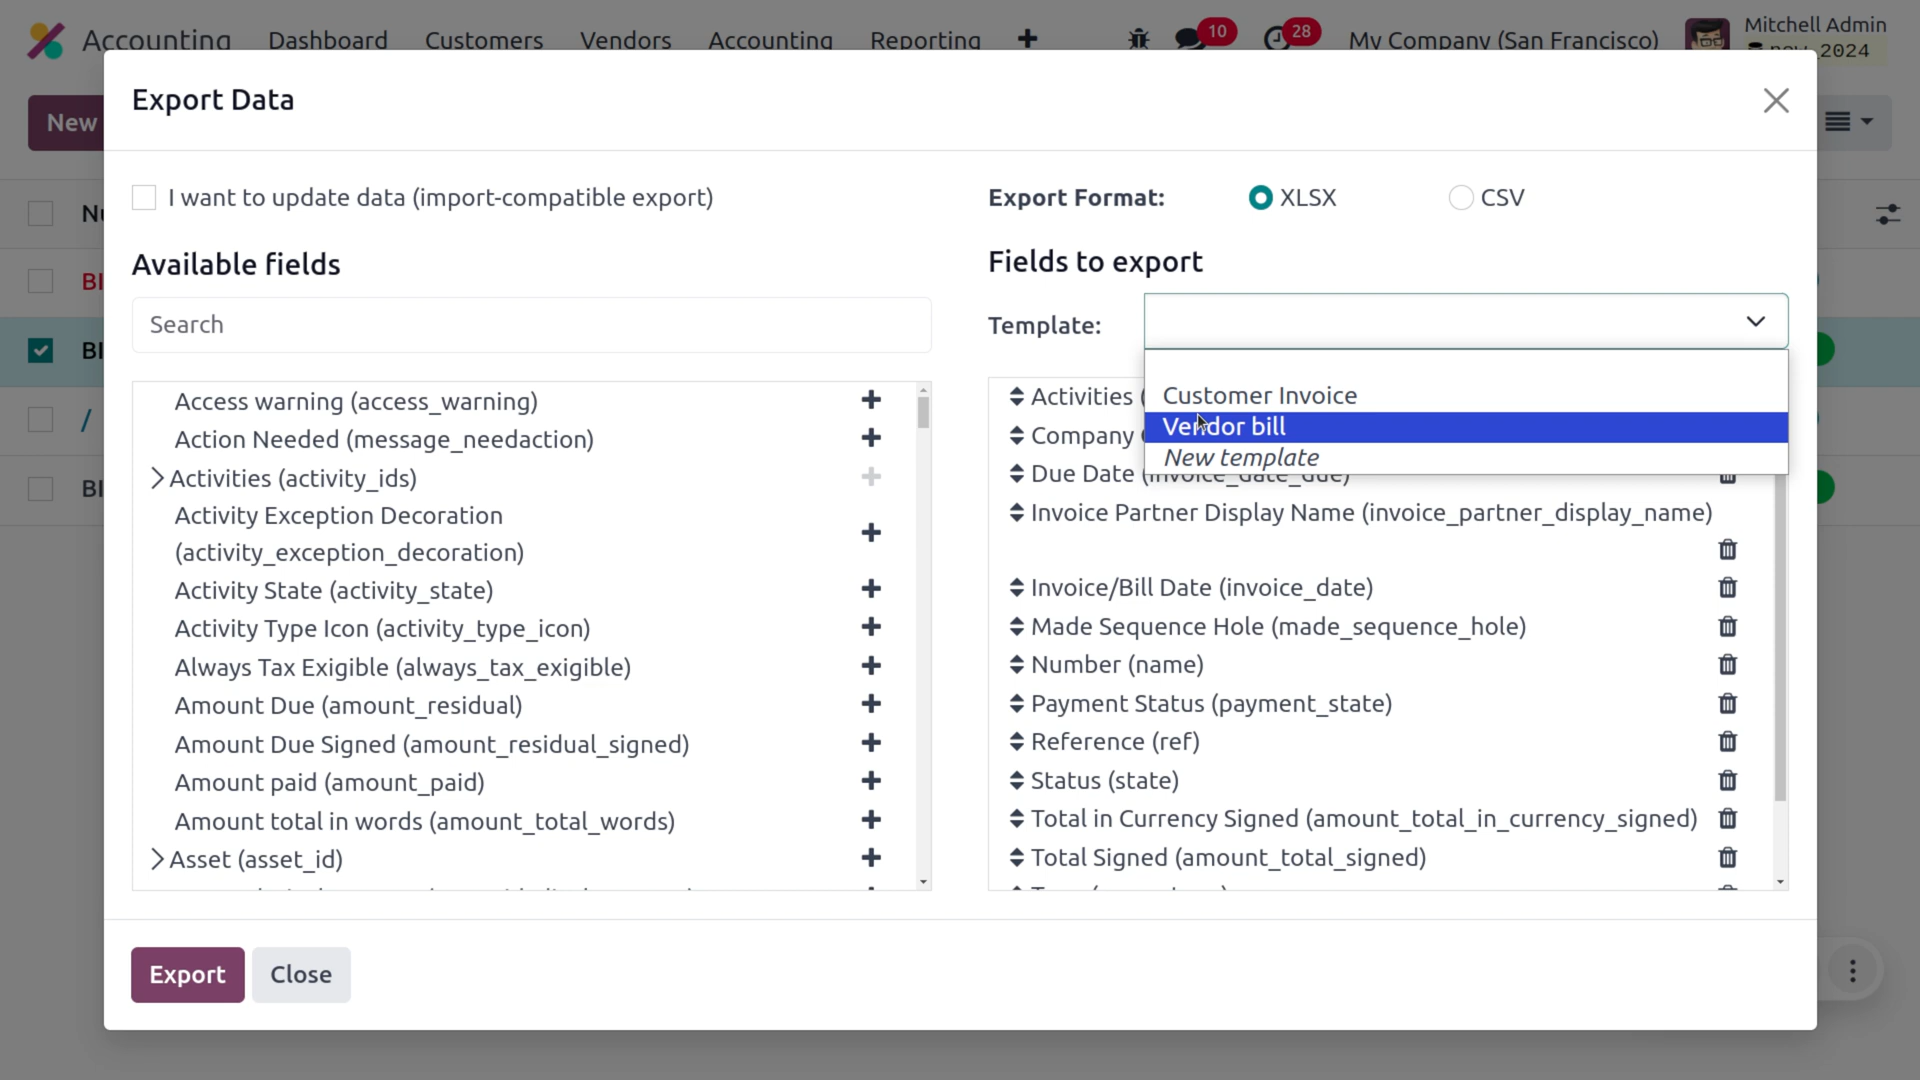 Accounting Dashboard Customers Vendors Accounting Reporting 10 28 My Company (San Francisco) Mitchell Admin
2024
New
Export Data
I want to update data (import-compatible export)
Export Format: XLSX CSV
Available fields
Fields to export
Search
Template:
Customer Invoice
Vendor bill
New template
Access warning (access_warning)
Action Needed (message_needaction)
Activities (activity_ids)
Activity Exception Decoration
(activity_exception_decoration)
Activity State (activity_state)
Activity Type Icon (activity_type_icon)
Always Tax Exigible (always_tax_exigible)
Amount Due (amount_residual)
Amount Due Signed (amount_residual_signed)
Amount paid (amount_paid)
Amount total in words (amount_total_words)
Asset (asset_id)
Activities (
Company
Due Date (invoice_date_due)
Invoice Partner Display Name (invoice_partner_display_name)
Invoice/Bill Date (invoice_date)
Made Sequence Hole (made_sequence_hole)
Number (name)
Payment Status (payment_state)
Reference (ref)
Status (state)
Total in Currency Signed (amount_total_in_currency_signed)
Total Signed (amount_total_signed)
/
Export Close